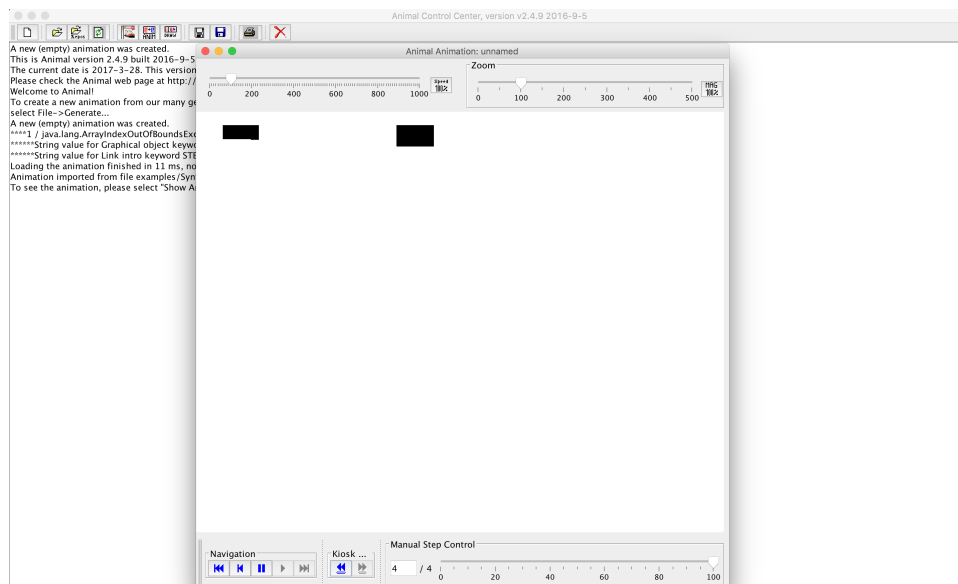 Animal Control Center, version v2.4.9 2016-9-5
A new (empty) animation was created.
This is Animal version 2.4.9 built 2016-9-5
The current date is 2017-3-28. This version
Please check the Animal web page at http://
Welcome to Animal!
To create a new animation from our many ge
select File->Generate...
A new (empty) animation was created.
****1 / java.lang.ArrayIndexOutOfBoundsExc
******String value for Graphical object keywo
******String value for Link intro keyword STE
Loading the animation finished in 11 ms, no
Animation imported from file examples/Syn
To see the animation, please select "Show A
Animal Animation: unnamed
0 200 400 600 800 1000
Speed
100%
Zoom
0 100 200 300 400 500
MAG
100%
Navigation
Kiosk ...
Manual Step Control
4 / 4
0 20 40 60 80 100